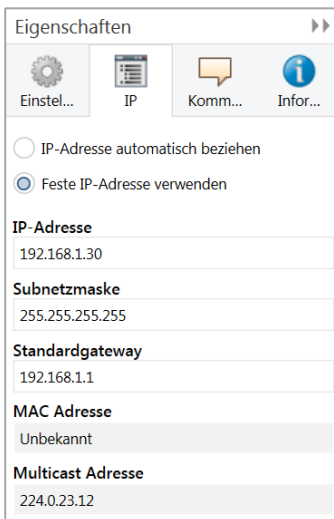 Eigenschaften
Einstel... IP Komm... Infor...
IP-Adresse automatisch beziehen
Feste IP-Adresse verwenden
IP-Adresse
192.168.1.30
Subnetzmaske
255.255.255.255
Standardgateway
192.168.1.1
MAC Adresse
Unbekannt
Multicast Adresse
224.0.23.12